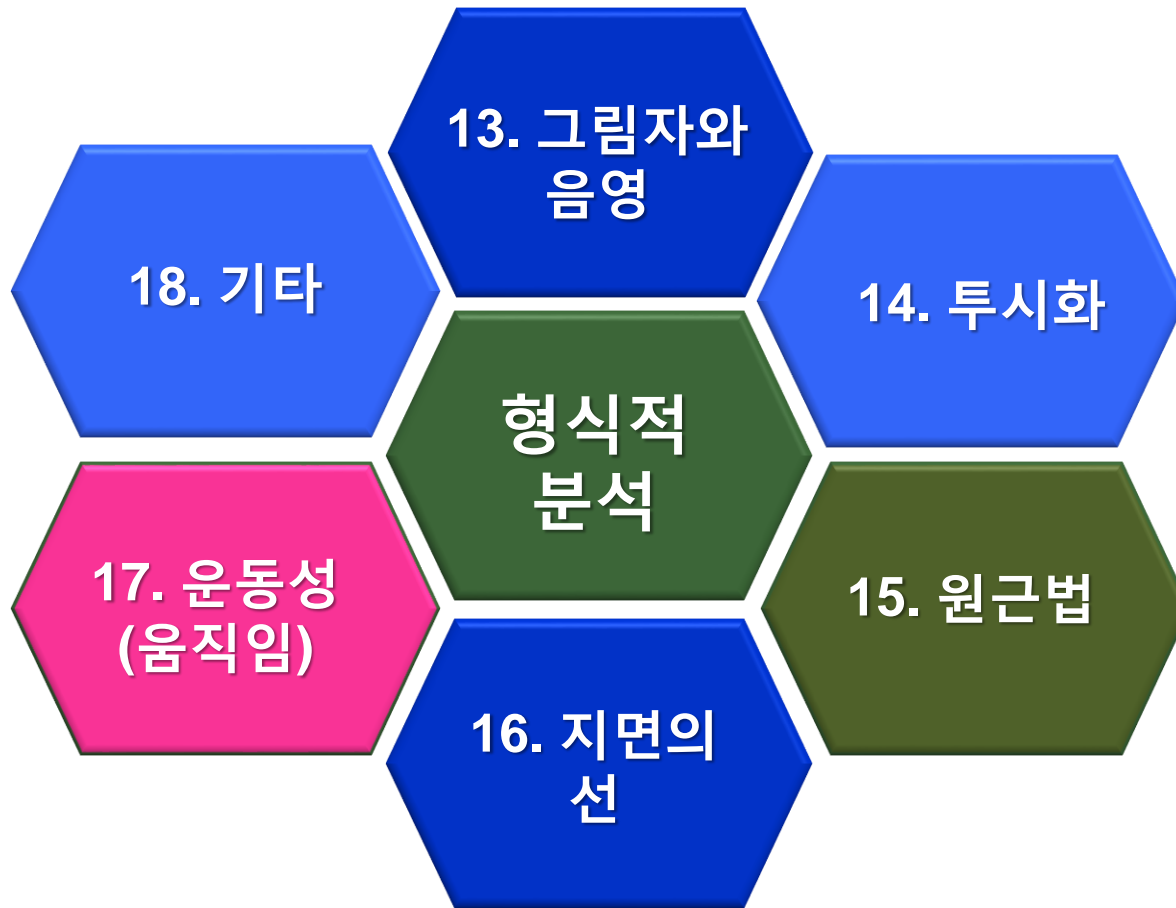 13. 그림자와
음영
18. 기타
14. 투시화
형식적
분석
17. 운동성
(움직임)
15. 원근법
16. 지면의
선